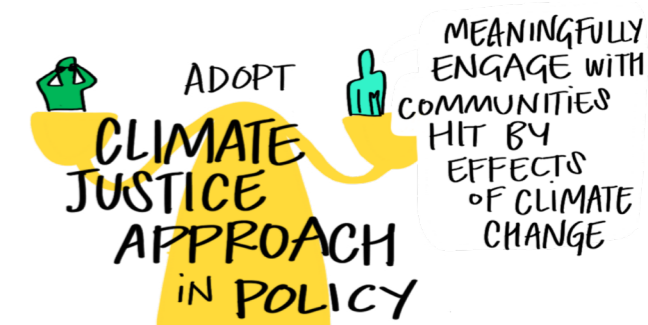 ADOPT
CLIMATE
JUSTICE
APPROACH
iN POLICY
MEANINGFULLY
ENGAGE WiTH
COMMUNITIES
HIT BY
EFFECTS
OF CLIMATE
CHANGE